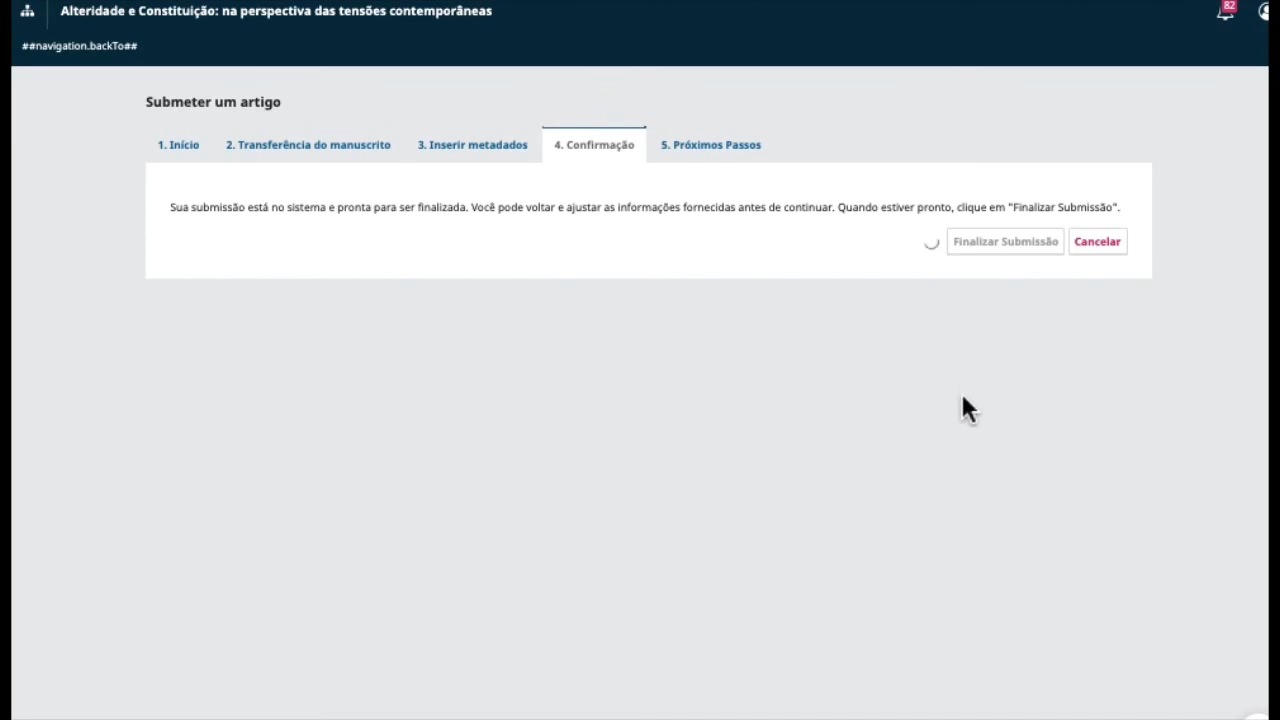 Alteridade e Constituição: na perspectiva das tensões contemporâneas
82
##navigation.backTo##
Submeter um artigo
1. Início 2. Transferência do manuscrito 3. Inserir metadados 4. Confirmação 5. Próximos Passos
Sua submissão está no sistema e pronta para ser finalizada. Você pode voltar e ajustar as informações fornecidas antes de continuar. Quando estiver pronto, clique em "Finalizar Submissão".
Finalizar Submissão Cancelar